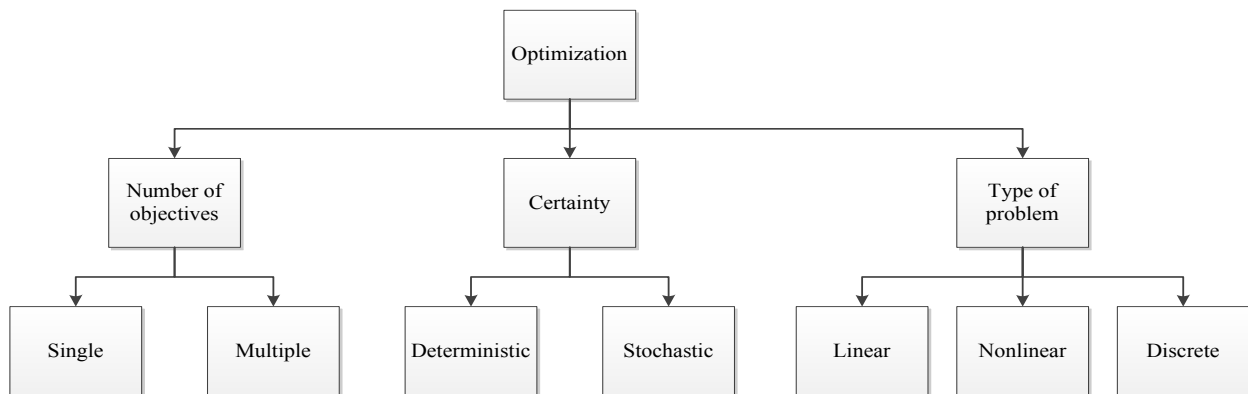 Optimization
Number of
objectives
Certainty
Type of
problem
Single
Multiple
Deterministic
Stochastic
Linear
Nonlinear
Discrete